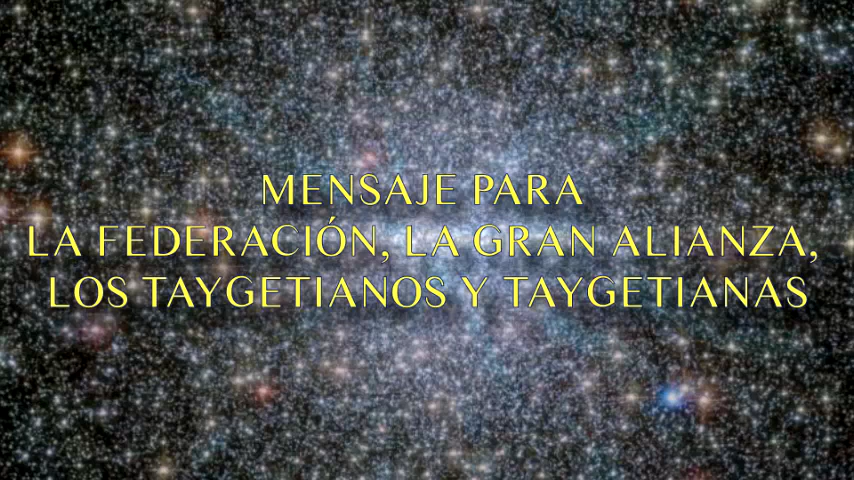 MENSAJE PARA
LA FEDERACIÓN, LA GRAN ALIANZA,
LOS TAYGETIANOS Y TAYGETIANAS